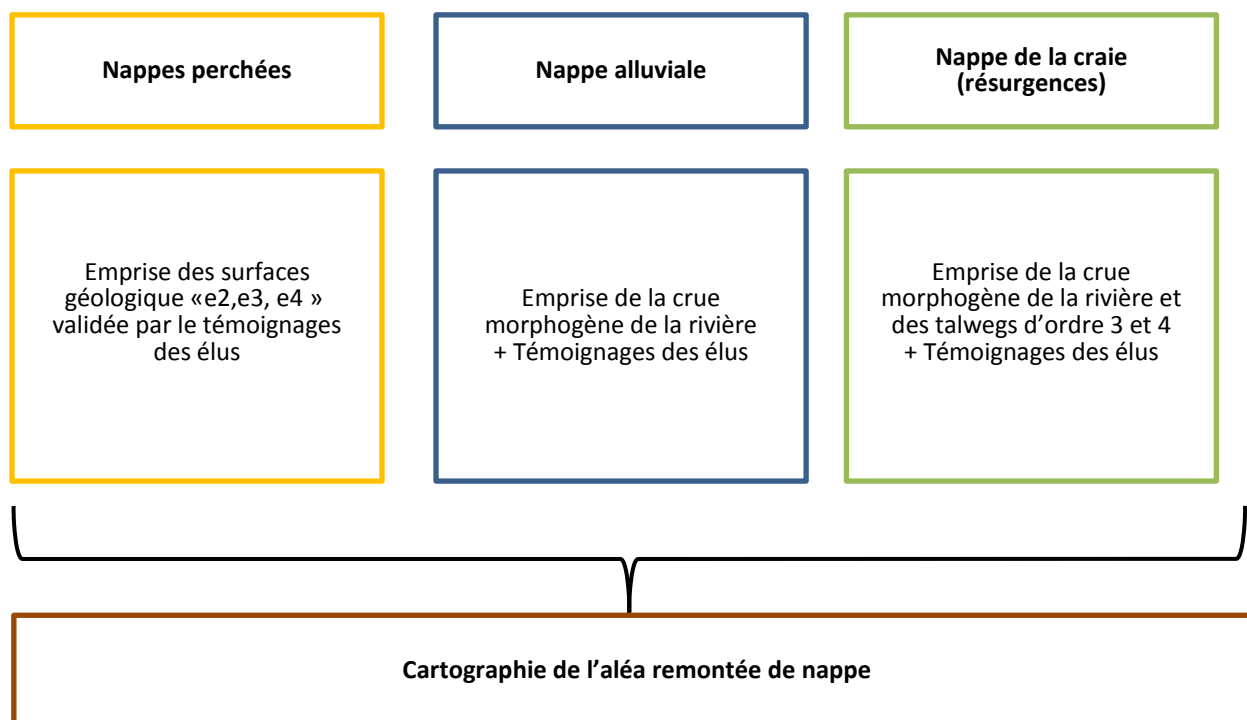 Nappes perchées
Nappe alluviale
Nappe de la craie
(résurgences)
Emprise des surfaces
géologique «e2,e3, e4 »
validée par le témoignages
des élus
Emprise de la crue
morphogène de la rivière
+ Témoignages des élus
Emprise de la crue
morphogène de la rivière et
des talwegs d’ordre 3 et 4
+ Témoignages des élus
Cartographie de l’aléa remontée de nappe